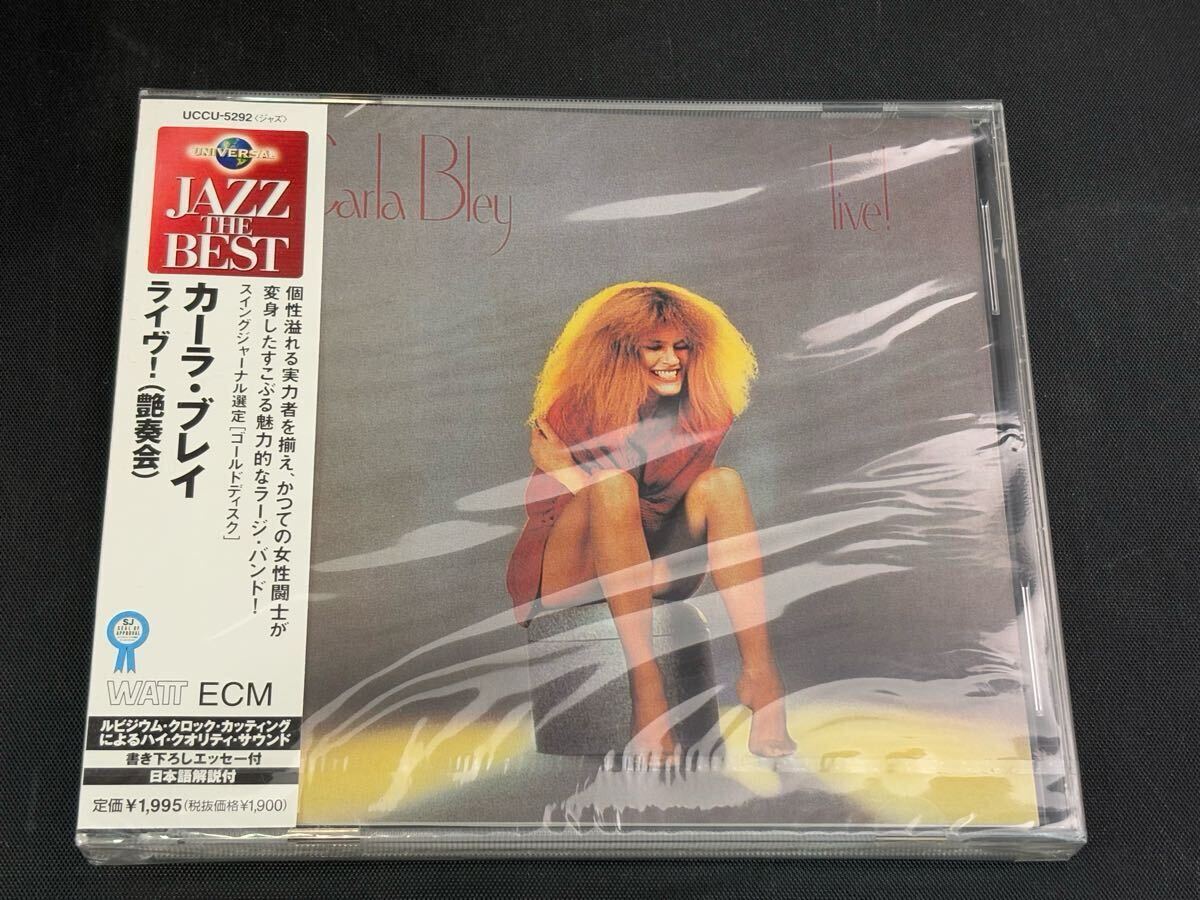 UCCU-5292〈ジャズ〉
UNIVERSAL
JAZZ
THE
BEST
カーラ・ブレイ
ライヴ!(艶奏会)
個性溢れる実力者を揃え、かつての女性闘士が
変身したすこぶる魅力的なラージ・バンド!
スイングジャーナル選定[ゴールドディスク]
SJ
SEAL OF
APPROVAL
WATT ECM
ルビジウム・クロック・カッティング
によるハイ・クオリティ・サウンド
書き下ろしエッセー付
日本語解説付
定価¥1,995(税抜価格¥1,900)
Carla Bley
live!